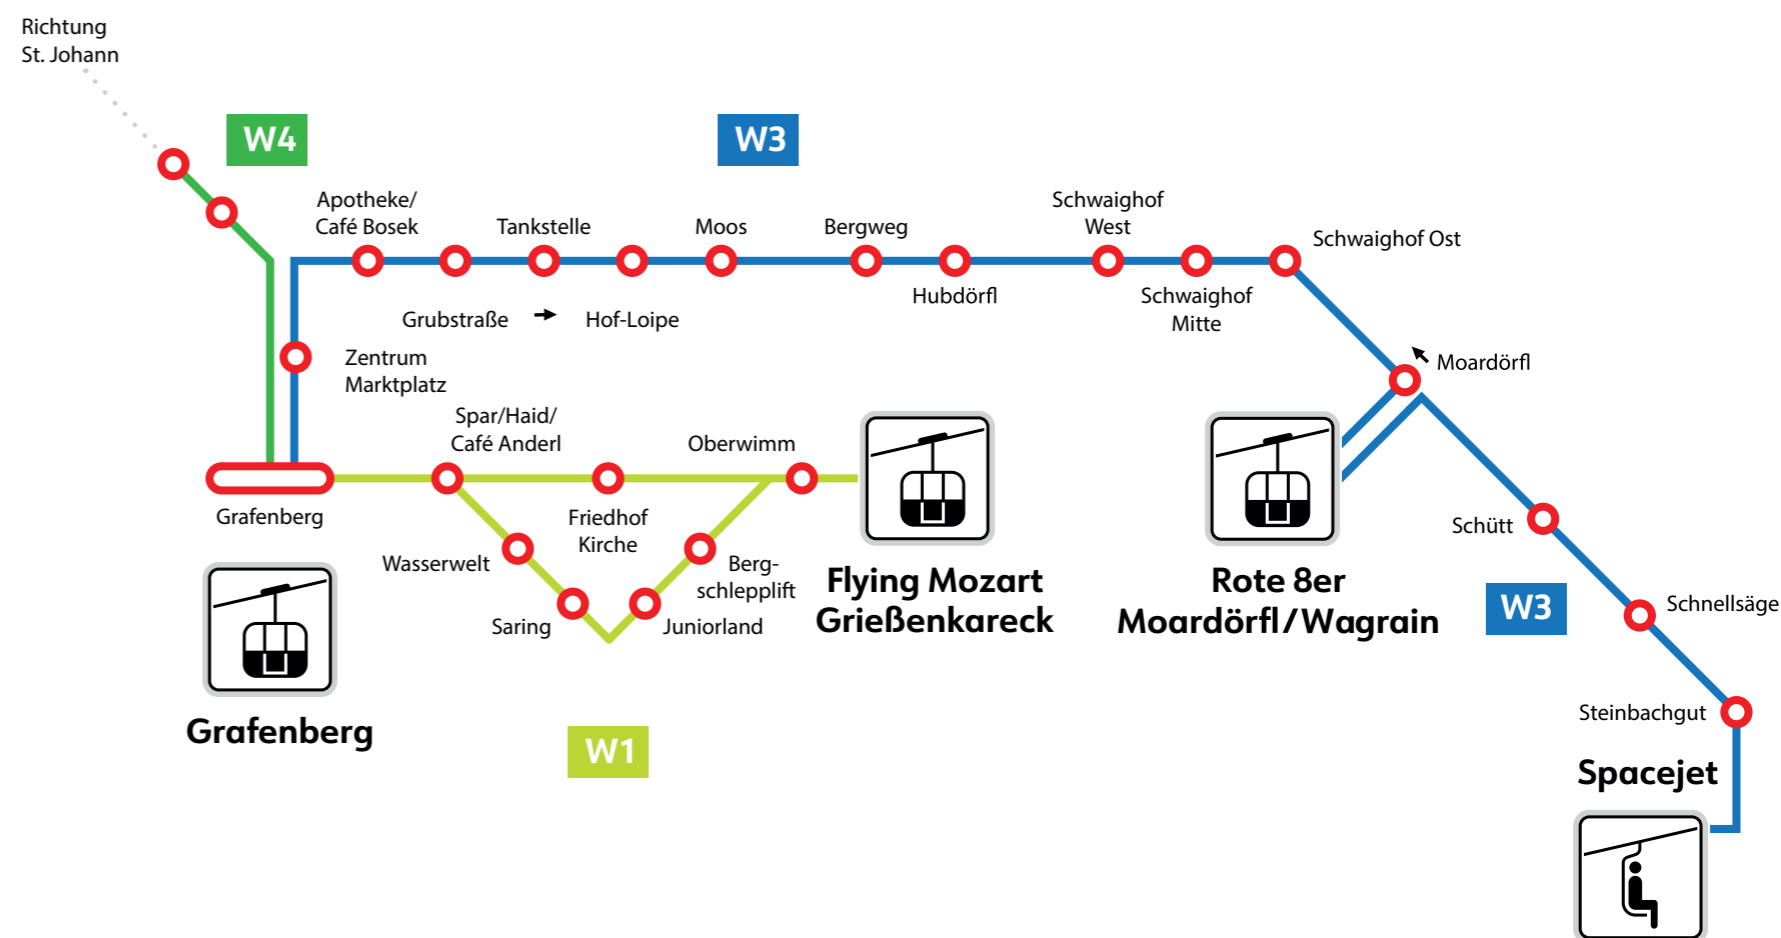 Richtung
St. Johann
W4
W3
Apotheke/
Café Bosek
Tankstelle
Moos
Bergweg
Schwaighof
West
Schwaighof Ost
Grubstraße
Hof-Loipe
Hubdörfl
Schwaighof
Mitte
Zentrum
Marktplatz
Moardörfl
Spar/Haid/
Café Anderl
Oberwimm
Grafenberg
Friedhof
Kirche
Wasserwelt
Berg-
schlepplift
Saring
Juniorland
Schütt
Flying Mozart
Grießenkareck
Rote 8er
Moardörfl/Wagrain
W3
Schnellsäge
Grafenberg
W1
Steinbachgut
Spacejet